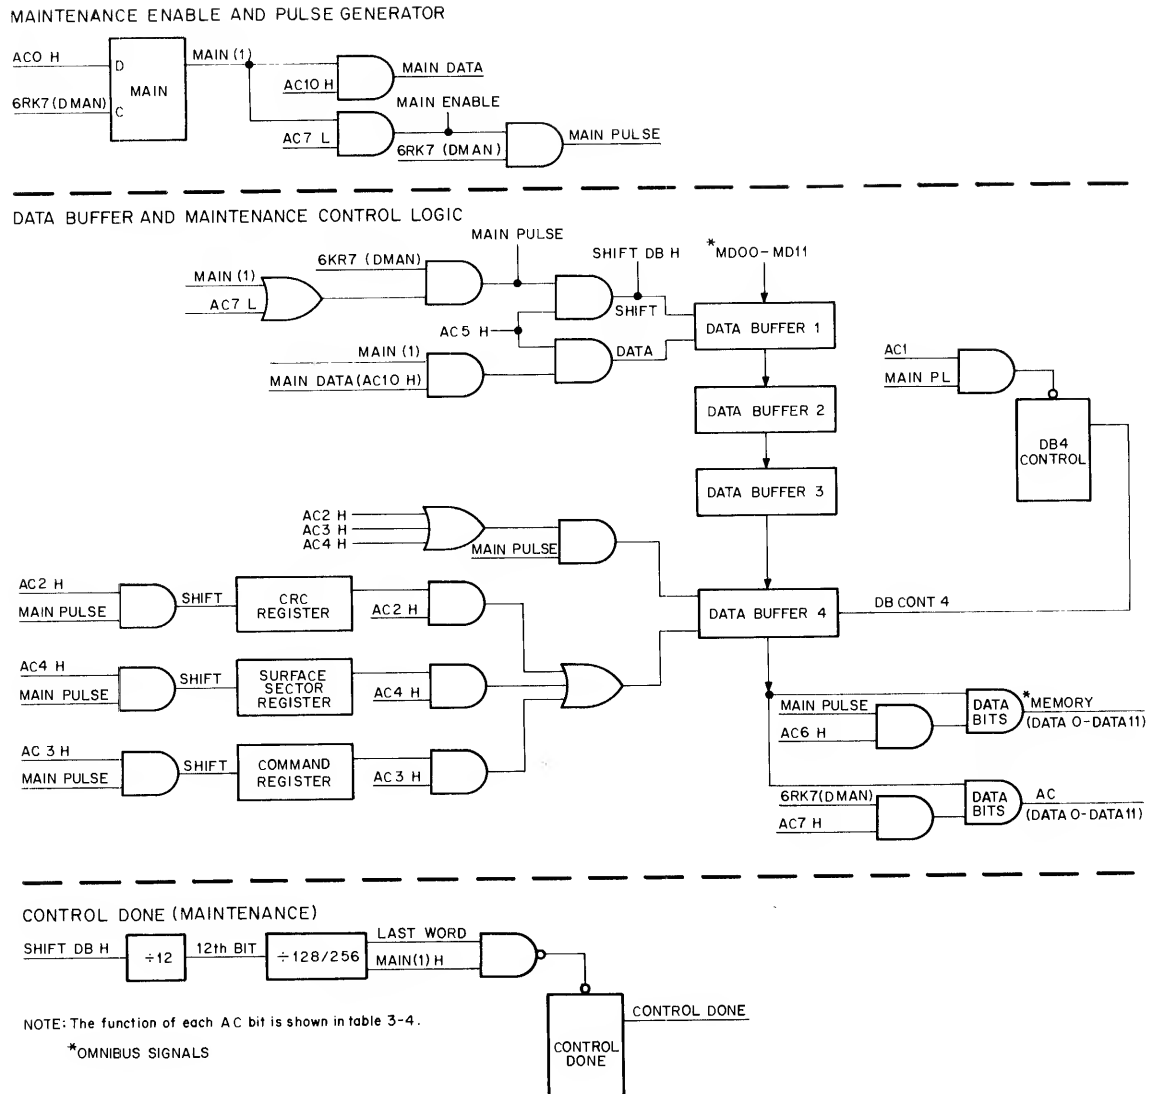 MAINTENANCE ENABLE AND PULSE GENERATOR
AC0 H
D
MAIN
6RK7 (DMAN)
C
MAIN (1)
AC10 H
MAIN DATA
MAIN ENABLE
AC7 L
6RK7 (DMAN)
MAIN PULSE
DATA BUFFER AND MAINTENANCE CONTROL LOGIC
MAIN PULSE
6KR7 (DMAN)
MAIN (1)
AC7 L
SHIFT DB H
*MD00-MD11
SHIFT
AC5 H
DATA BUFFER 1
MAIN (1)
DATA
MAIN DATA (AC10 H)
AC1
MAIN PL
DATA BUFFER 2
DB4
CONTROL
DATA BUFFER 3
AC2 H
AC3 H
AC4 H
MAIN PULSE
AC2 H
MAIN PULSE
SHIFT
CRC
REGISTER
AC2 H
DATA BUFFER 4
DB CONT 4
AC4 H
MAIN PULSE
SHIFT
SURFACE
SECTOR
REGISTER
AC4 H
MAIN PULSE
AC6 H
DATA
BITS
*MEMORY
(DATA 0-DATA11)
AC 3 H
MAIN PULSE
SHIFT
COMMAND
REGISTER
AC3 H
6RK7(DMAN)
AC7 H
DATA
BITS
AC
(DATA 0-DATA11)
CONTROL DONE (MAINTENANCE)
SHIFT DB H
÷12
12th BIT
÷128/256
LAST WORD
MAIN(1) H
CONTROL
DONE
CONTROL DONE
NOTE: The function of each AC bit is shown in table 3-4.
*OMNIBUS SIGNALS